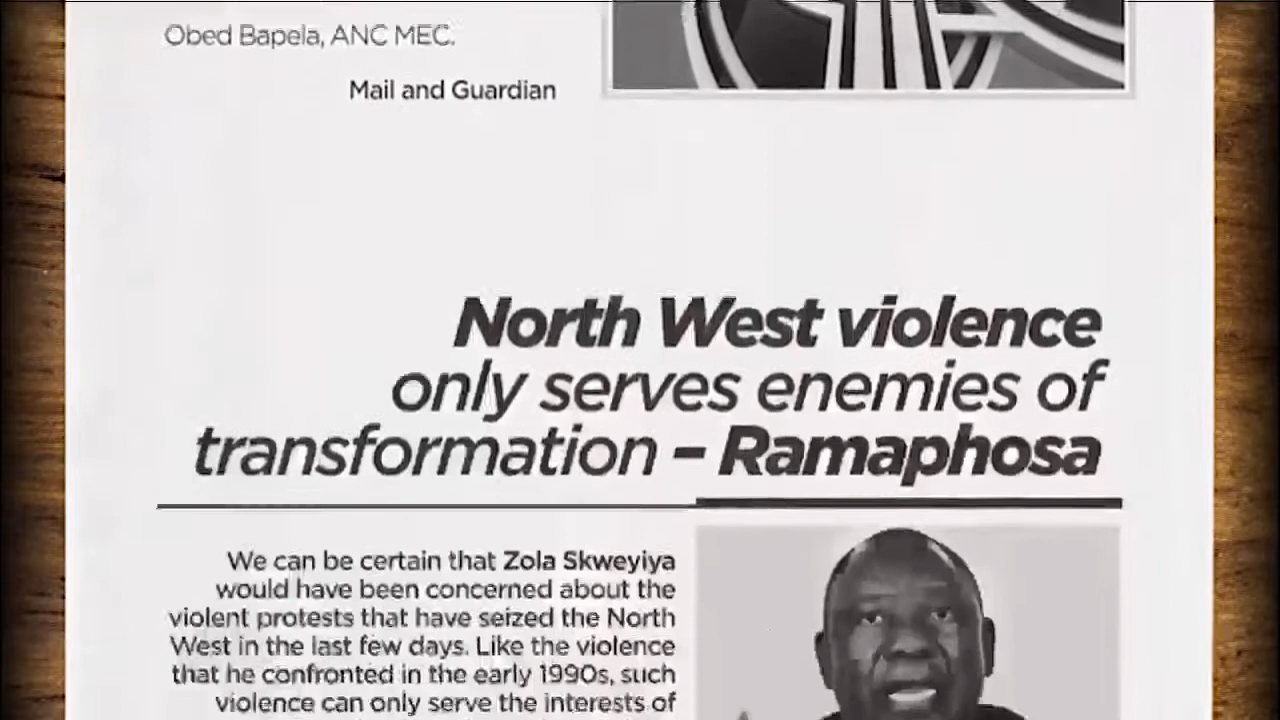 Obed Bapela, ANC MEC.
Mail and Guardian
North West violence
only serves enemies of
transformation – Ramaphosa
We can be certain that Zola Skweyiya
would have been concerned about the
violent protests that have seized the North
West in the last few days. Like the violence
that he confronted in the early 1990s, such
violence can only serve the interests of